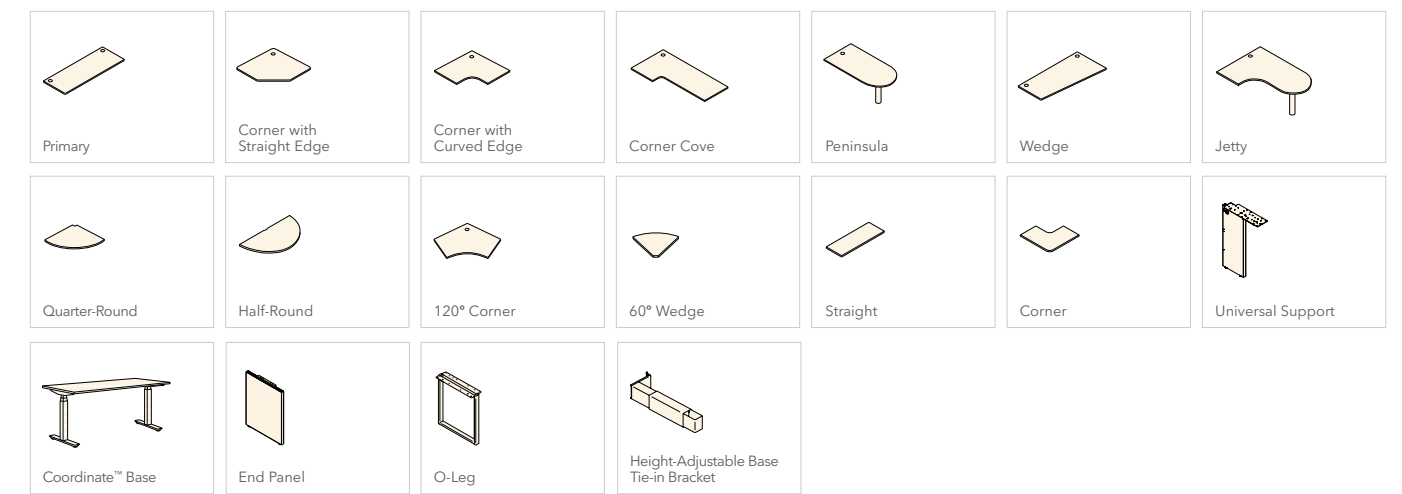 Primary
Corner with
Straight Edge
Corner with
Curved Edge
Corner Cove
Peninsula
Wedge
Jetty
Quarter-Round
Half-Round
120° Corner
60° Wedge
Straight
Corner
Universal Support
Coordinate™ Base
End Panel
O-Leg
Height-Adjustable Base
Tie-in Bracket